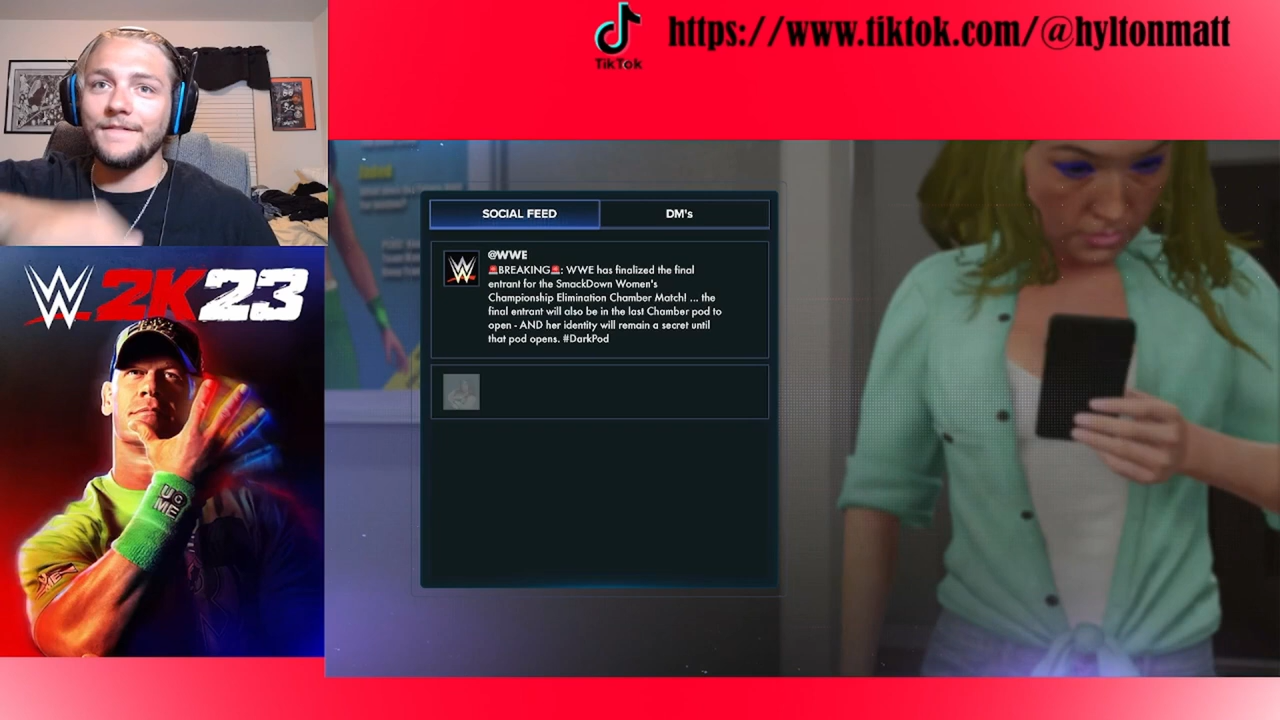 https://www.tiktok.com/@hyltonmatt
TikTok
SOCIAL FEED
DM's
@WWE
🚨BREAKING🚨: WWE has finalized the final
entrant for the SmackDown Women's
Championship Elimination Chamber Match! ... the
final entrant will also be in the last Chamber pod to
open - AND her identity will remain a secret until
that pod opens. #DarkPod
W 2K23
U C
ME